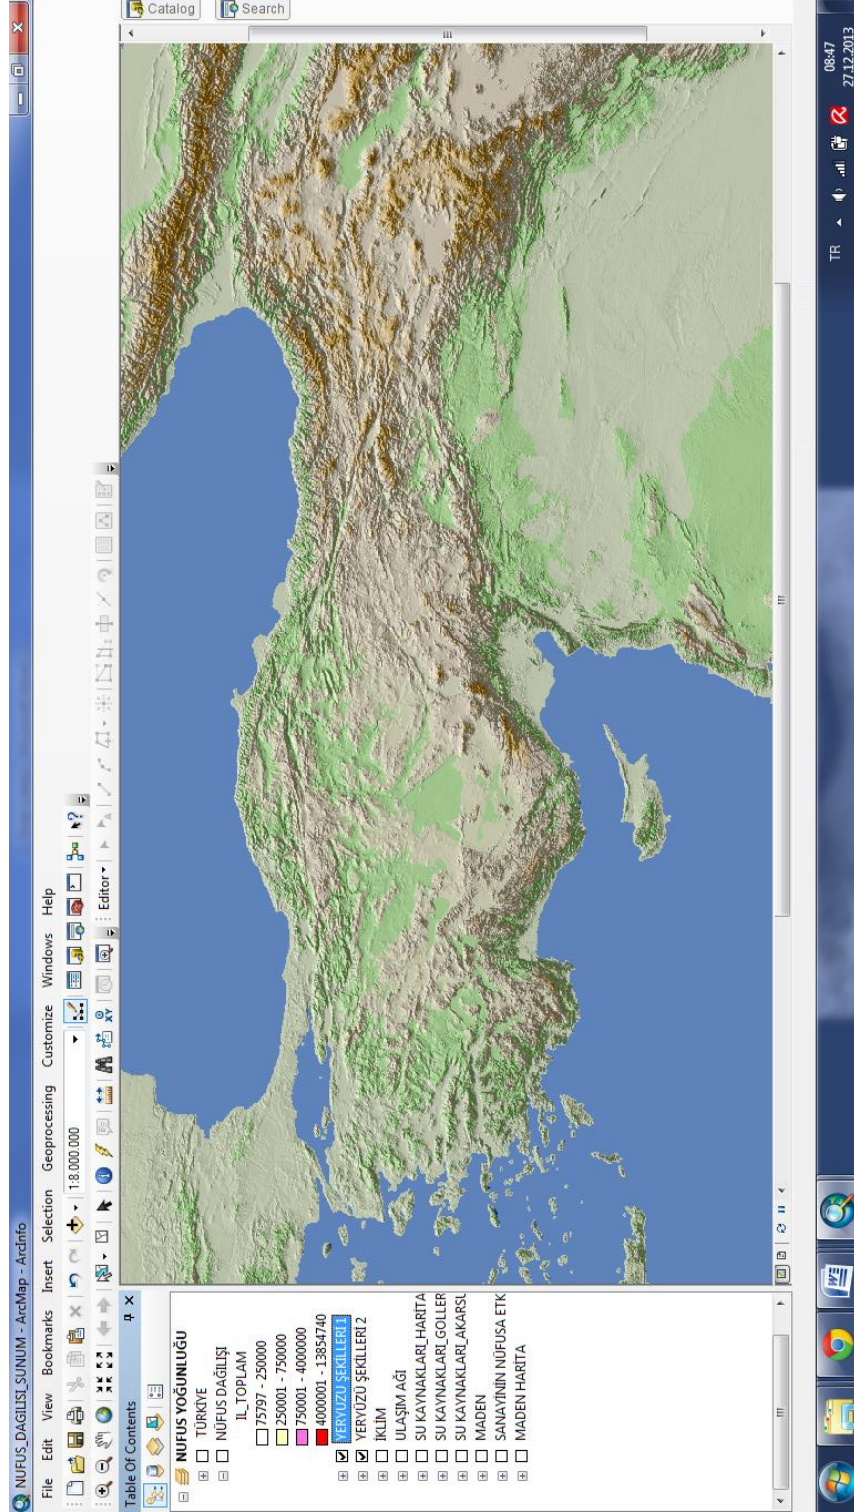 NUFUS_DAGILISI_SUNUM - ArcMap - ArcInfo
File Edit View Bookmarks Insert Selection Geoprocessing Customize Windows Help
1:8.000.000
Editor
Table Of Contents
NUFUS YOĞUNLUĞU
TÜRKİYE
NÜFUS DAĞILIŞI
IL_TOPLAM
75797 - 250000
250001 - 750000
750001 - 4000000
4000001 - 13854740
YERYUZU ŞEKİLLERİ 1
YERYÜZÜ ŞEKİLLERİ 2
İKLİM
ULAŞIM AĞI
SU KAYNAKLARI_HARİTA
SU KAYNAKLARI_GOLLER
SU KAYNAKLARI_AKARSU
MADEN
SANAYİNİN NÜFUSA ETK
MADEN HARİTA
Catalog
Search
TR
08:47
27.12.2013